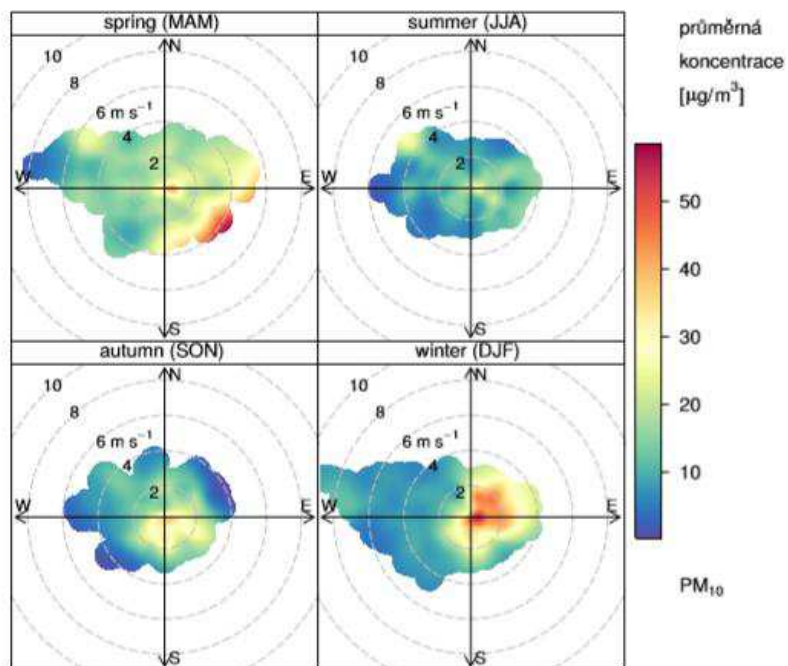 spring (MAM)
N
10
8
6 m s⁻¹
4
2
W
E
S
summer (JJA)
N
10
8
6 m s⁻¹
4
2
W
E
S
autumn (SON)
N
10
8
6 m s⁻¹
4
2
W
E
S
winter (DJF)
N
10
8
6 m s⁻¹
4
2
W
E
S
průměrná
koncentrace
[µg/m³]
50
40
30
20
10
PM₁₀